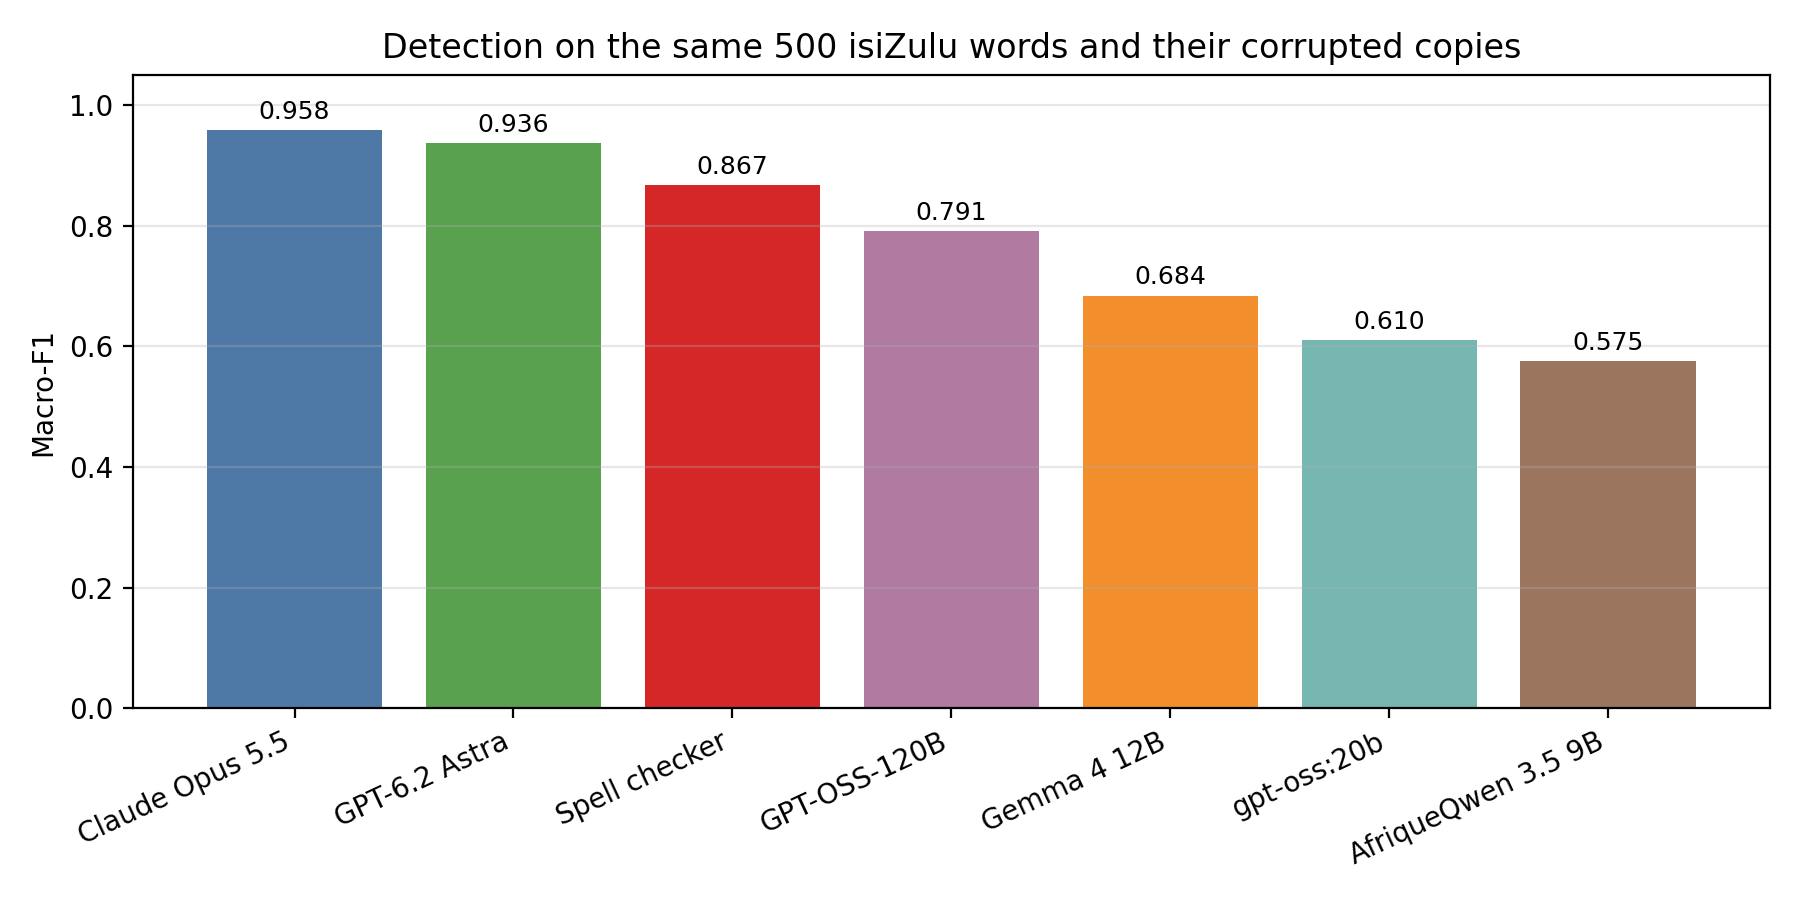 Detection on the same 500 isiZulu words and their corrupted copies
Macro-F1
1.0
0.8
0.6
0.4
0.2
0.0
0.958
0.936
0.867
0.791
0.684
0.610
0.575
Claude Opus 5.5
GPT-6.2 Astra
Spell checker
GPT-OSS-120B
Gemma 4 12B
gpt-oss:20b
AfriqueQwen 3.5 9B